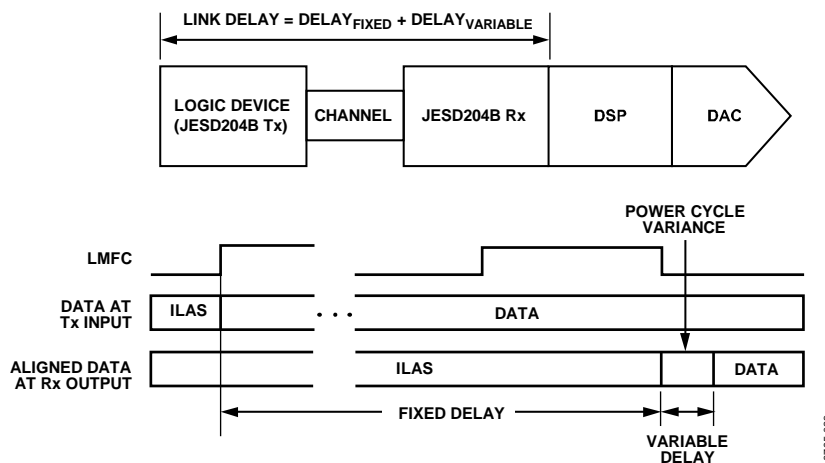 LINK DELAY = DELAYFIXED + DELAYVARIABLE
LOGIC DEVICE
(JESD204B Tx)
CHANNEL
JESD204B Rx
DSP
DAC
POWER CYCLE
VARIANCE
LMFC
DATA AT
Tx INPUT
ILAS
. . .
DATA
ALIGNED DATA
AT Rx OUTPUT
ILAS
DATA
FIXED DELAY
VARIABLE
DELAY